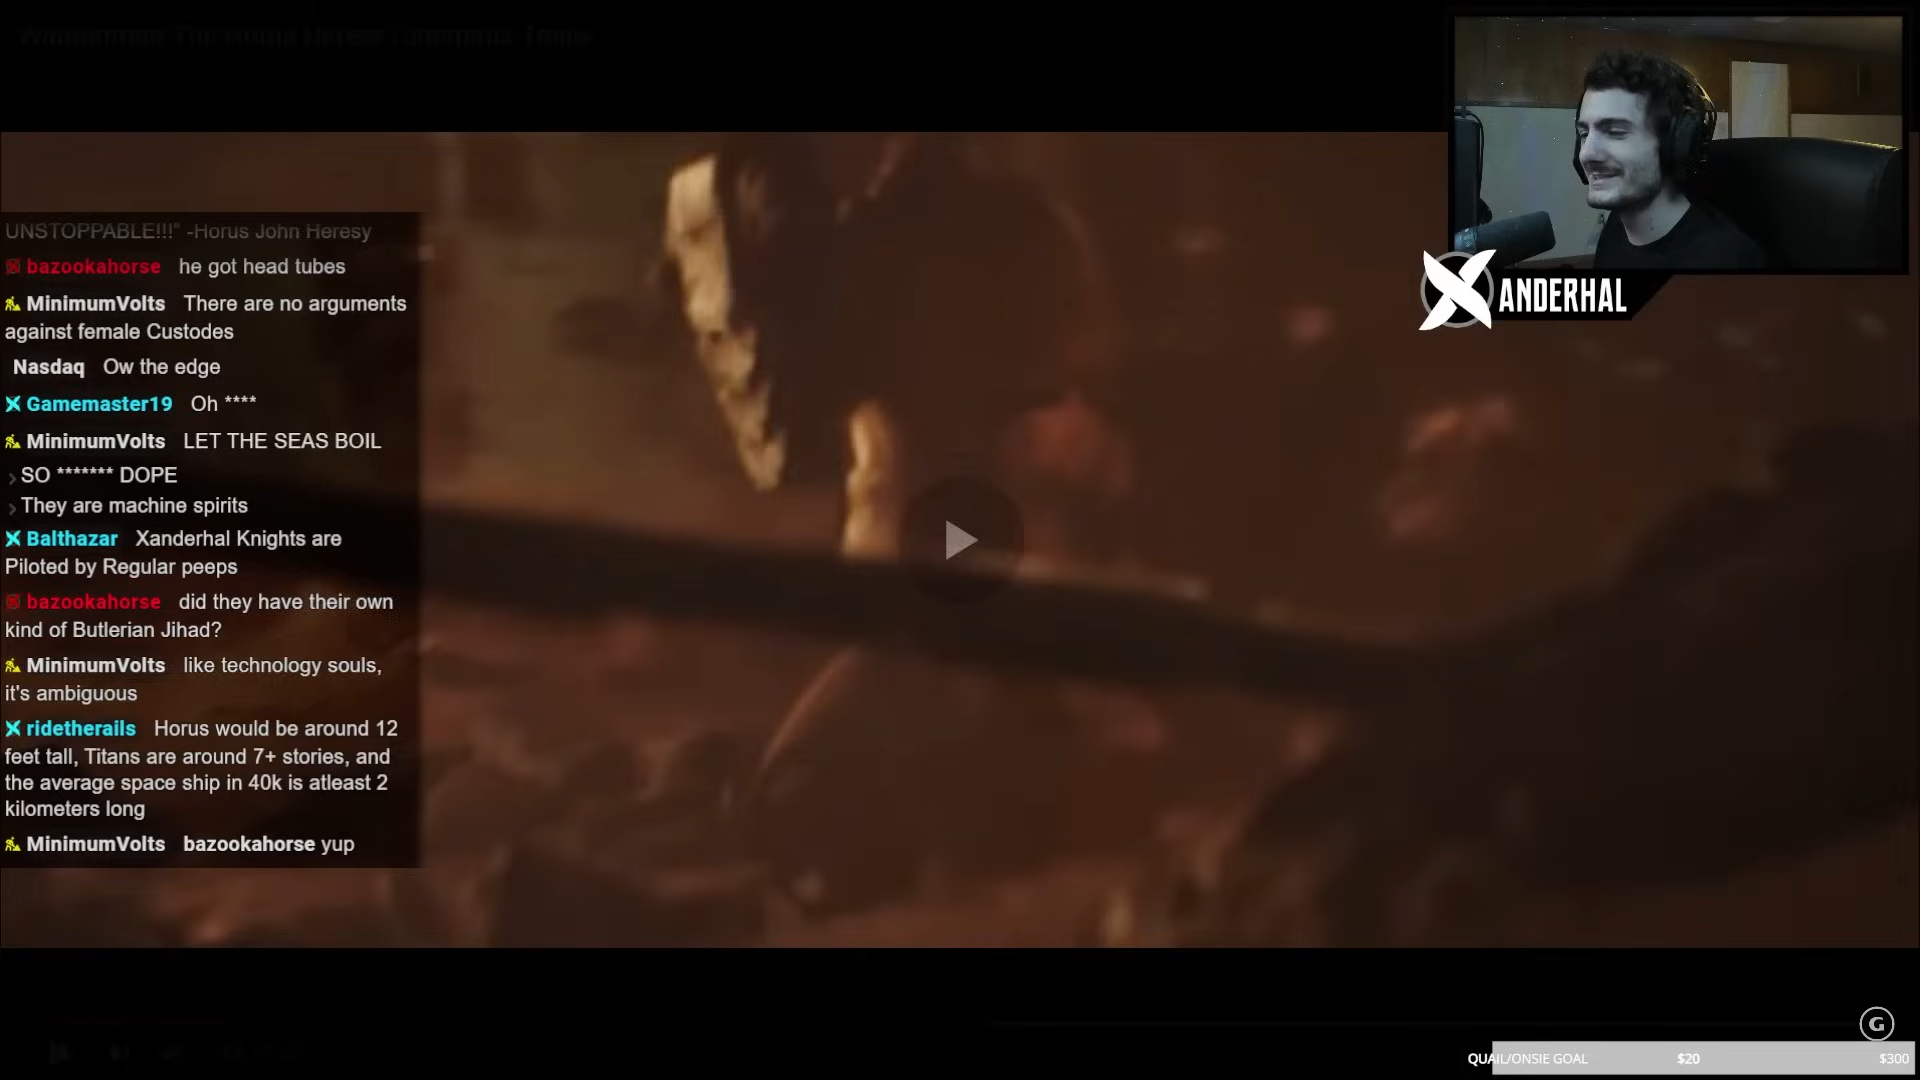 UNSTOPPABLE!!!" -Horus John Heresy
bazookahorse he got head tubes
MinimumVolts There are no arguments
against female Custodes
Nasdaq Ow the edge
Gamemaster19 Oh ****
MinimumVolts LET THE SEAS BOIL
SO ******* DOPE
They are machine spirits
Balthazar Xanderhal Knights are
Piloted by Regular peeps
bazookahorse did they have their own
kind of Butlerian Jihad?
MinimumVolts like technology souls,
it's ambiguous
ridetherails Horus would be around 12
feet tall, Titans are around 7+ stories, and
the average space ship in 40k is atleast 2
kilometers long
MinimumVolts bazookahorse yup
XANDERHAL
G
QUAIL/ONSIE GOAL $20 $300